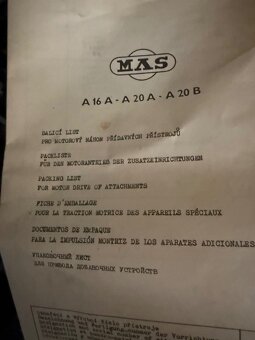 MAS
A 16 A - A 20 A - A 20 B
BALICÍ LIST
PRO MOTOROVÝ NÁHON PŘÍDAVNÝCH PŘÍSTROJŮ
PACKLISTE
FÜR DEN MOTORANTRIEB DER ZUSATZEINRICHTUNGEN
PACKING LIST
FOR MOTOR DRIVE OF ATTACHMENTS
FICHE D'EMBALLAGE
POUR LA TRACTION MOTRICE DES APPAREILS SPÉCIAUX
DOCUMENTOS DE EMPAQUE
PARA LA IMPULSIÓN MONTRIZ DE LOS APARATES ADICIONALES
УПАКОВОЧНЫЙ ЛИСТ
ДЛЯ ПРИВОДА ДОБАВОЧНЫХ УСТРОЙСТВ